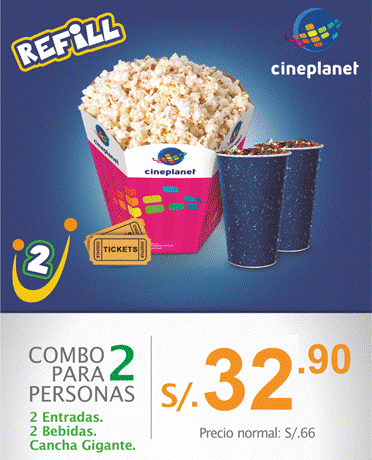 REFiLL
cineplanet
cineplanet
TICKETS
2
COMBO 2
PARA
PERSONAS
2 Entradas.
2 Bebidas.
Cancha Gigante.
S/.32.90
Precio normal: S/.66